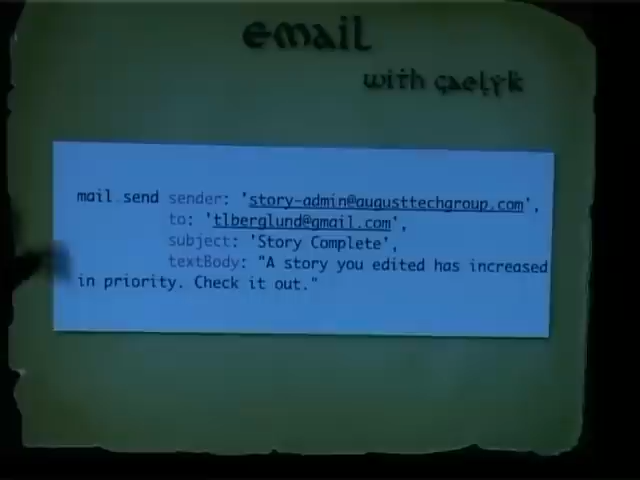 email
with gaelyk
mail.send sender: 'story-admin@augusttechgroup.com',
to: 'tlberglund@gmail.com',
subject: 'Story Complete',
textBody: "A story you edited has increased
in priority. Check it out."